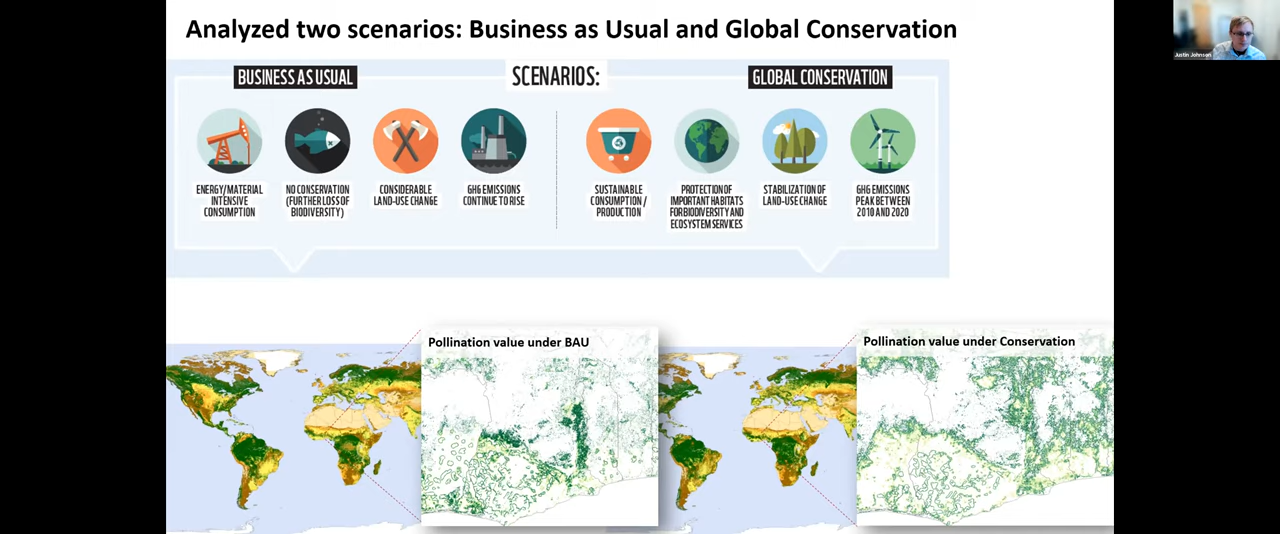 Analyzed two scenarios: Business as Usual and Global Conservation
BUSINESS AS USUAL
SCENARIOS:
GLOBAL CONSERVATION
ENERGY/MATERIAL
INTENSIVE
CONSUMPTION
NO CONSERVATION
(FURTHER LOSS OF
BIODIVERSITY)
CONSIDERABLE
LAND-USE CHANGE
GHG EMISSIONS
CONTINUE TO RISE
SUSTAINABLE
CONSUMPTION /
PRODUCTION
PROTECTION OF
IMPORTANT HABITATS
FOR BIODIVERSITY AND
ECOSYSTEM SERVICES
STABILIZATION OF
LAND-USE CHANGE
GHG EMISSIONS
PEAK BETWEEN
2010 AND 2020
Pollination value under BAU
Pollination value under Conservation
Justin Johnson